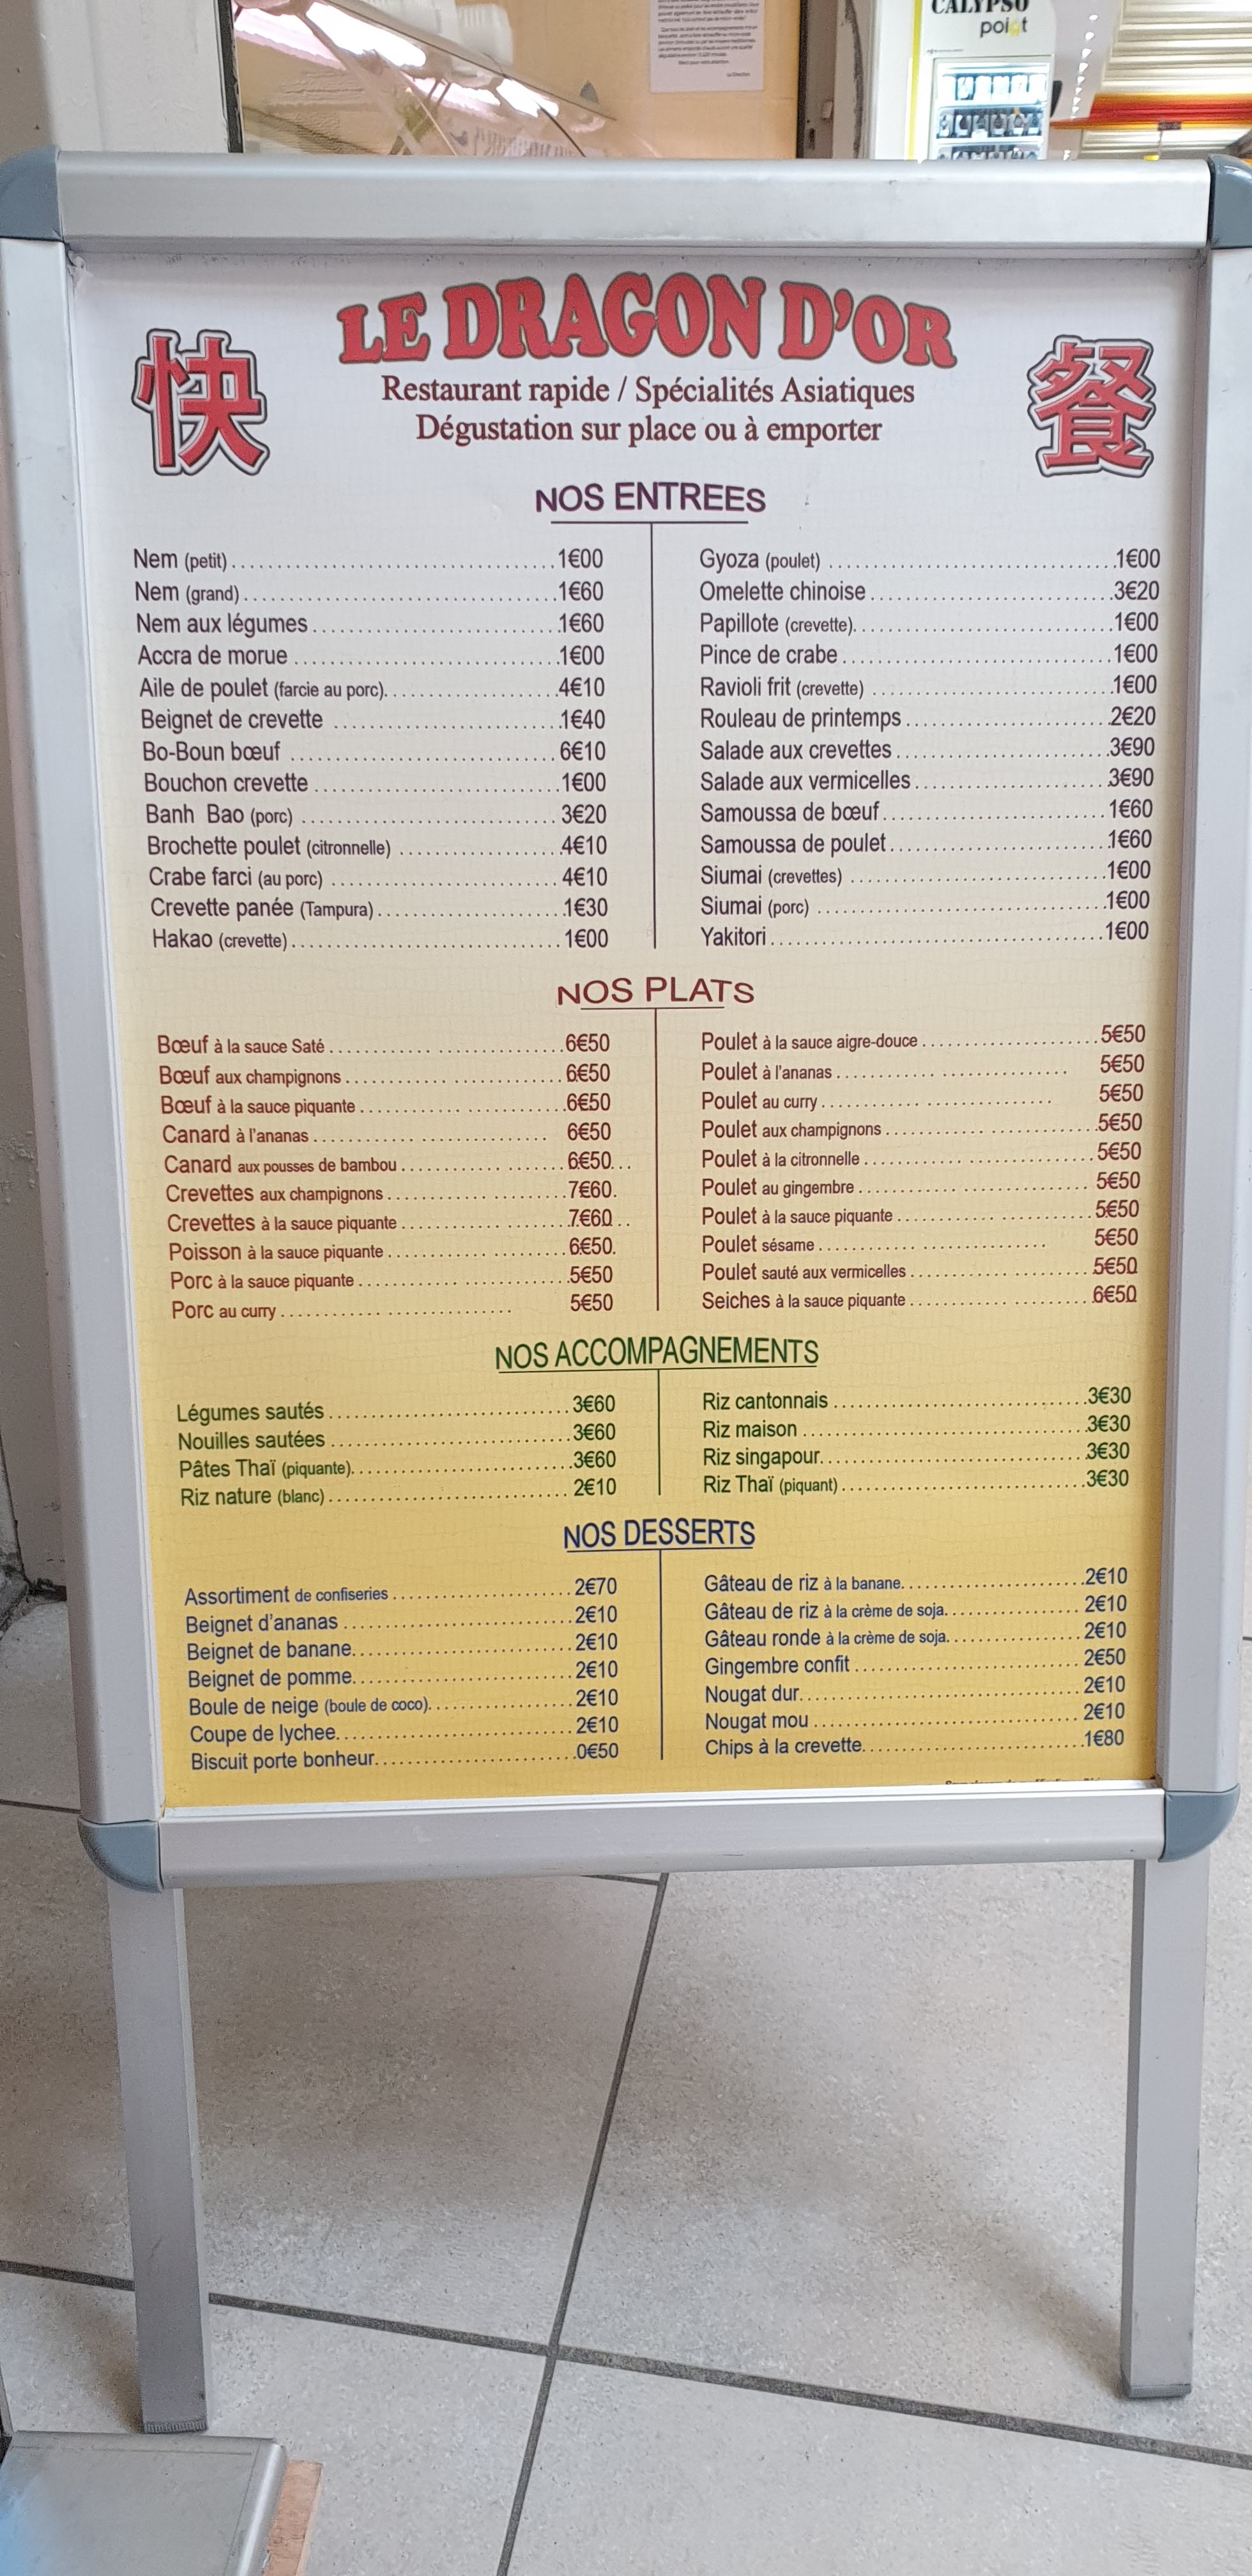 CALYPSO
point
LE DRAGON D'OR
快 餐
Restaurant rapide / Spécialités Asiatiques
Dégustation sur place ou à emporter
NOS ENTREES
Nem (petit) 1€00
Nem (grand) 1€60
Nem aux légumes 1€60
Accra de morue 1€00
Aile de poulet (farcie au porc) 4€10
Beignet de crevette 1€40
Bo-Boun bœuf 6€10
Bouchon crevette 1€00
Banh Bao (porc) 3€20
Brochette poulet (citronnelle) 4€10
Crabe farci (au porc) 4€10
Crevette panée (Tampura) 1€30
Hakao (crevette) 1€00
Gyoza (poulet) 1€00
Omelette chinoise 3€20
Papillote (crevette) 1€00
Pince de crabe 1€00
Ravioli frit (crevette) 1€00
Rouleau de printemps 2€20
Salade aux crevettes 3€90
Salade aux vermicelles 3€90
Samoussa de bœuf 1€60
Samoussa de poulet 1€60
Siumai (crevettes) 1€00
Siumai (porc) 1€00
Yakitori 1€00
NOS PLATS
Bœuf à la sauce Saté 6€50
Bœuf aux champignons 6€50
Bœuf à la sauce piquante 6€50
Canard à l'ananas 6€50
Canard aux pousses de bambou 6€50
Crevettes aux champignons 7€60
Crevettes à la sauce piquante 7€60
Poisson à la sauce piquante 6€50
Porc à la sauce piquante 5€50
Porc au curry 5€50
Poulet à la sauce aigre-douce 5€50
Poulet à l'ananas 5€50
Poulet au curry 5€50
Poulet aux champignons 5€50
Poulet à la citronnelle 5€50
Poulet au gingembre 5€50
Poulet à la sauce piquante 5€50
Poulet sésame 5€50
Poulet sauté aux vermicelles 5€50
Seiches à la sauce piquante 6€50
NOS ACCOMPAGNEMENTS
Légumes sautés 3€60
Nouilles sautées 3€60
Pâtes Thaï (piquante) 3€60
Riz nature (blanc) 2€10
Riz cantonnais 3€30
Riz maison 3€30
Riz singapour 3€30
Riz Thaï (piquant) 3€30
NOS DESSERTS
Assortiment de confiseries 2€70
Beignet d'ananas 2€10
Beignet de banane 2€10
Beignet de pomme 2€10
Boule de neige (boule de coco) 2€10
Coupe de lychee 2€10
Biscuit porte bonheur 0€50
Gâteau de riz à la banane 2€10
Gâteau de riz à la crème de soja 2€10
Gâteau ronde à la crème de soja 2€10
Gingembre confit 2€50
Nougat dur 2€10
Nougat mou 2€10
Chips à la crevette 1€80